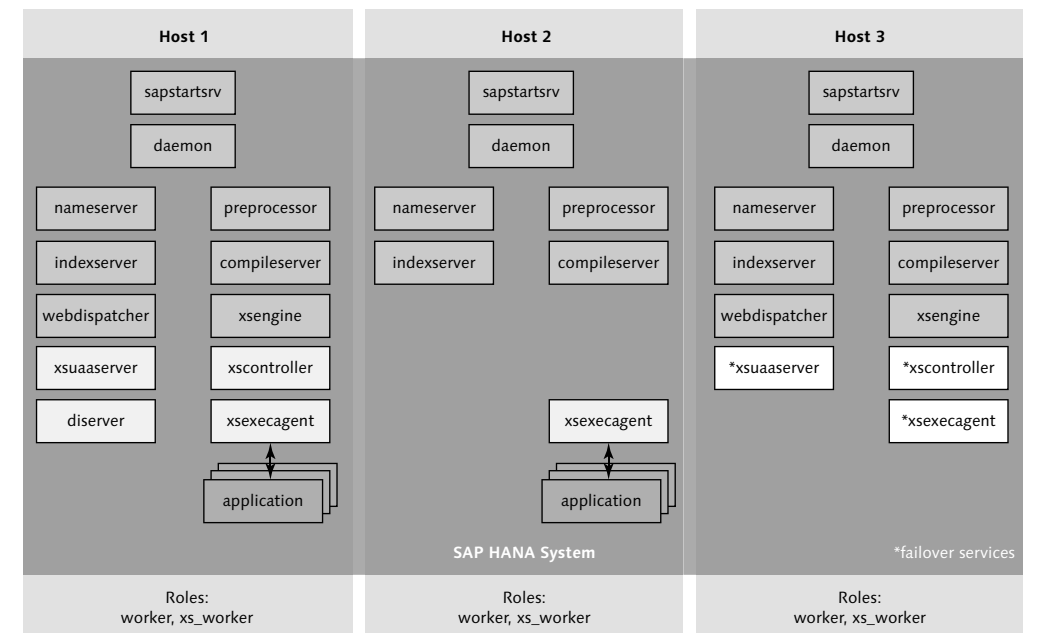 Host 1
Host 2
Host 3
sapstartsrv
daemon
nameserver
preprocessor
indexserver
compileserver
webdispatcher
xsengine
xsuaaserver
xscontroller
diserver
xsexecagent
application
sapstartsrv
daemon
nameserver
preprocessor
indexserver
compileserver
xsexecagent
application
sapstartsrv
daemon
nameserver
preprocessor
indexserver
compileserver
webdispatcher
xsengine
*xsuaaserver
*xscontroller
*xsexecagent
SAP HANA System
*failover services
Roles:
worker, xs_worker
Roles:
worker, xs_worker
Roles:
worker, xs_worker